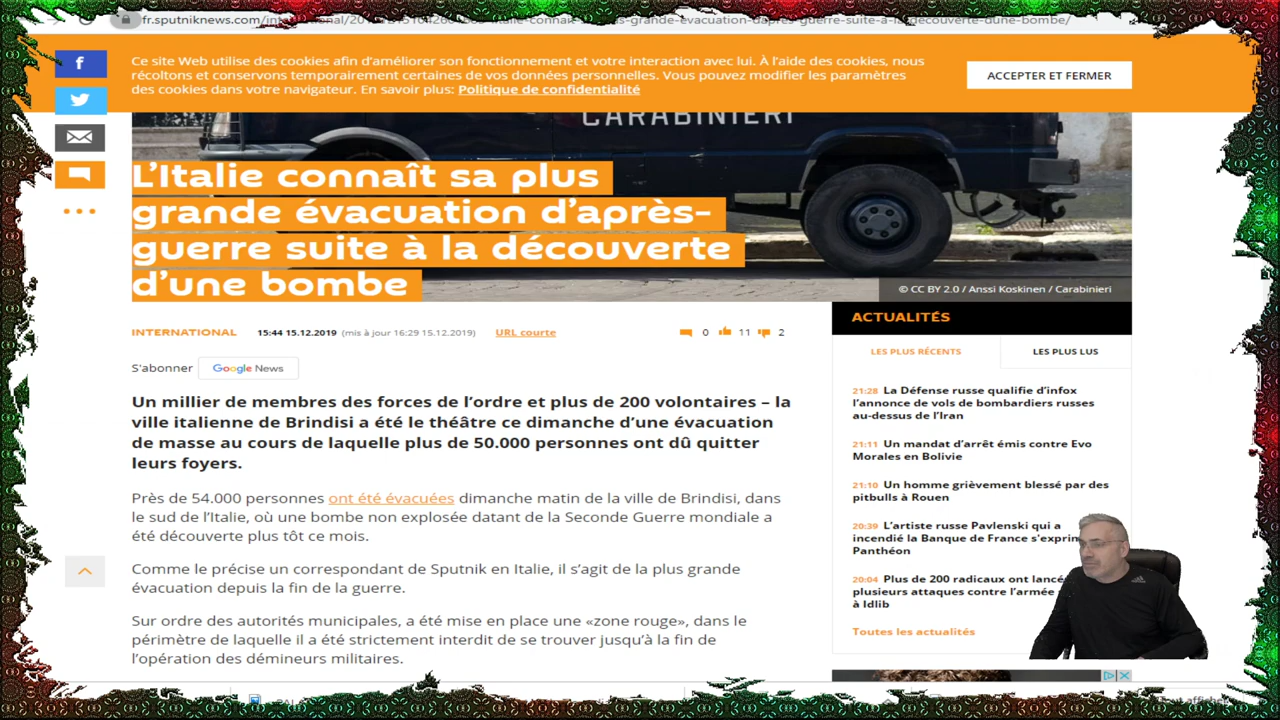 fr.sputniknews.com/
Ce site Web utilise des cookies afin d'améliorer son fonctionnement et votre interaction avec lui. À l'aide des cookies, nous
récoltons et conservons temporairement certaines de vos données personnelles. Vous pouvez modifier les paramètres
des cookies dans votre navigateur. En savoir plus: Politique de confidentialité
ACCEPTER ET FERMER
CARABINIERI
L'Italie connaît sa plus
grande évacuation d'après-
guerre suite à la découverte
d'une bombe
© CC BY 2.0 / Anssi Koskinen / Carabinieri
INTERNATIONAL
15:44 15.12.2019 (mis à jour 16:29 15.12.2019)
URL courte
0 11 2
S'abonner
Google News
Un millier de membres des forces de l'ordre et plus de 200 volontaires – la
ville italienne de Brindisi a été le théâtre ce dimanche d'une évacuation
de masse au cours de laquelle plus de 50.000 personnes ont dû quitter
leurs foyers.
Près de 54.000 personnes ont été évacuées dimanche matin de la ville de Brindisi, dans
le sud de l'Italie, où une bombe non explosée datant de la Seconde Guerre mondiale a
été découverte plus tôt ce mois.
Comme le précise un correspondant de Sputnik en Italie, il s'agit de la plus grande
évacuation depuis la fin de la guerre.
Sur ordre des autorités municipales, a été mise en place une «zone rouge», dans le
périmètre de laquelle il a été strictement interdit de se trouver jusqu'à la fin de
l'opération des démineurs militaires.
ACTUALITÉS
LES PLUS RÉCENTS
LES PLUS LUS
21:28 La Défense russe qualifie d'infox
l'annonce de vols de bombardiers russes
au-dessus de l'Iran
21:11 Un mandat d'arrêt émis contre Evo
Morales en Bolivie
21:10 Un homme grièvement blessé par des
pitbulls à Rouen
20:39 L'artiste russe Pavlenski qui a
incendié la Banque de France s'exprim
Panthéon
20:04 Plus de 200 radicaux ont lancé
plusieurs attaques contre l'armée
à Idlib
Toutes les actualités